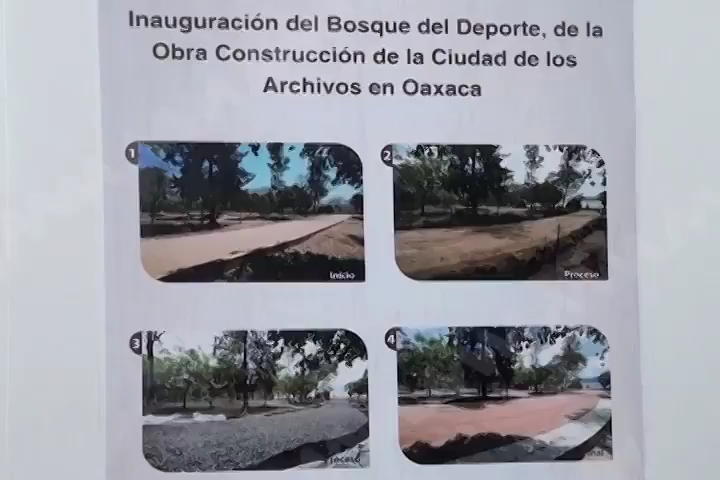 Inauguración del Bosque del Deporte, de la
Obra Construcción de la Ciudad de los
Archivos en Oaxaca
1
2
Inicio
Proceso
3
4
Proceso